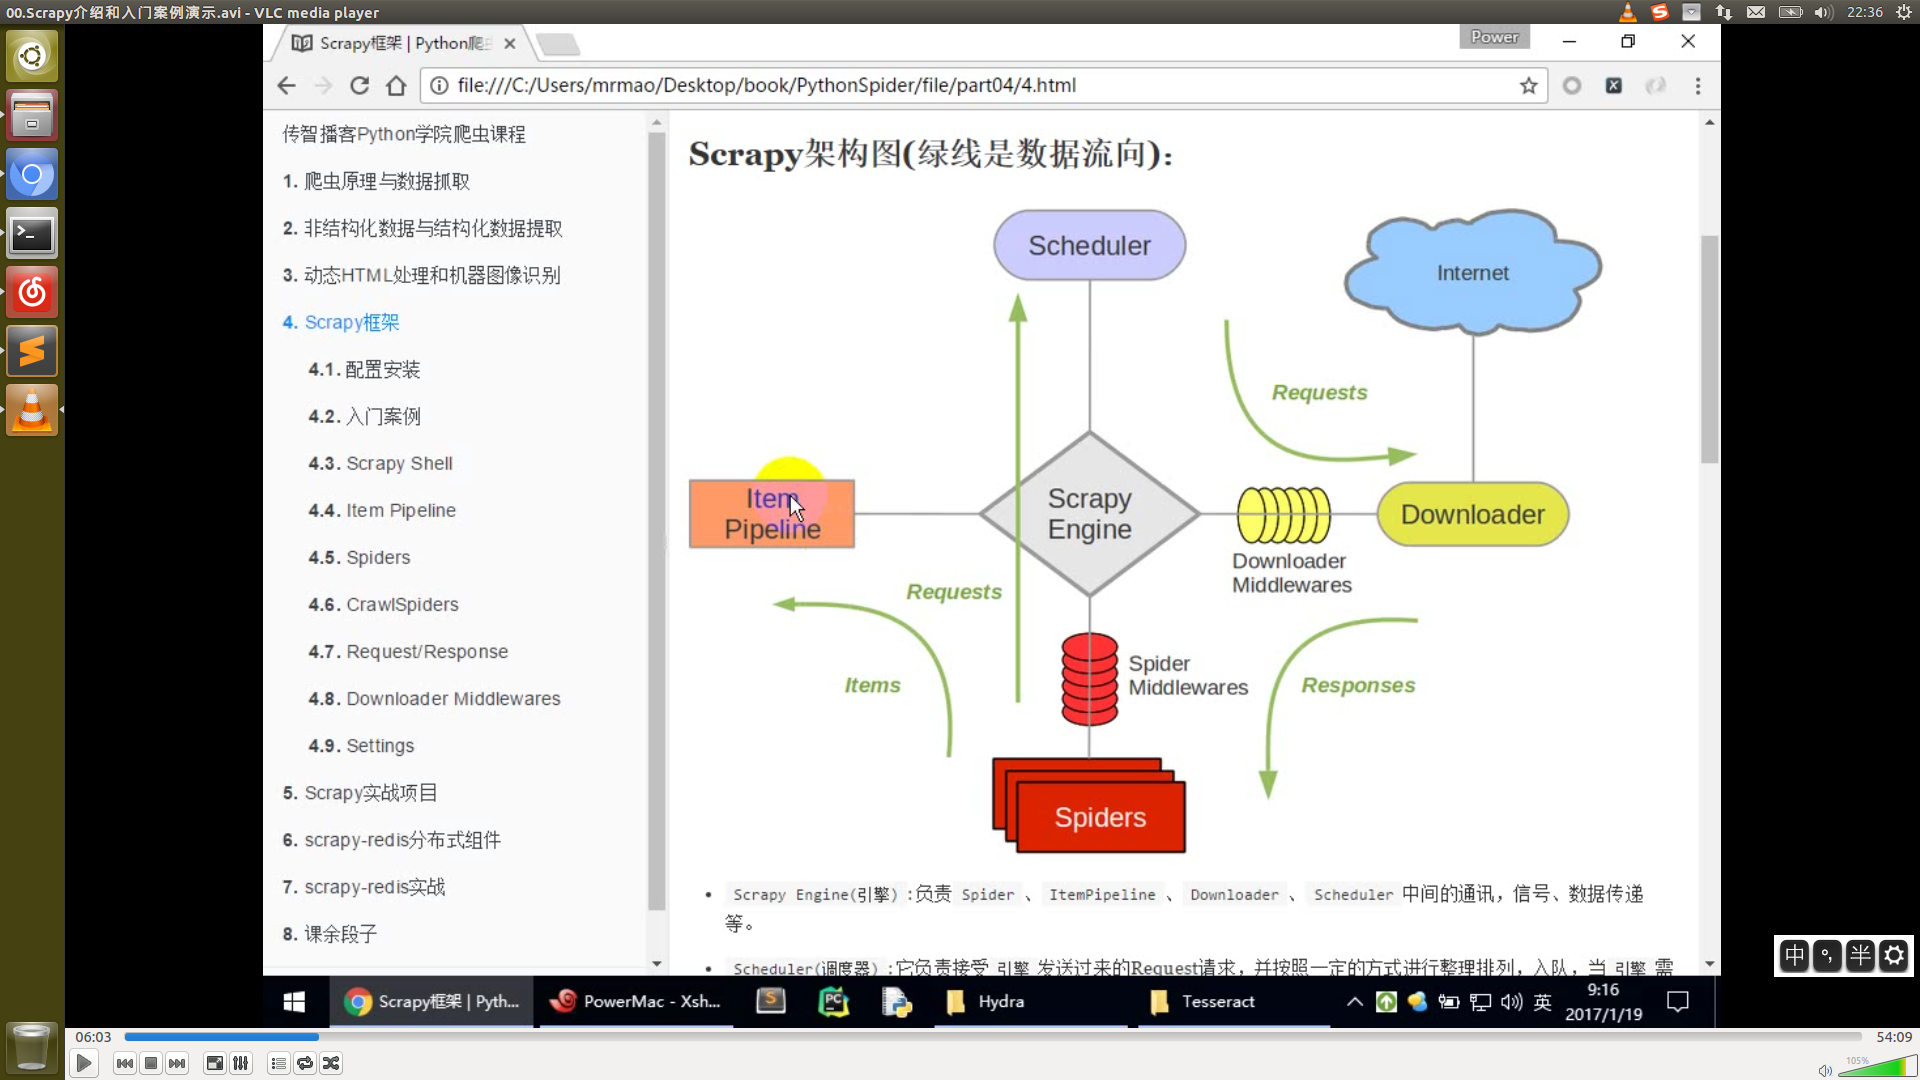 00.Scrapy介绍和入门案例演示.avi - VLC media player
22:36
Scrapy框架 | Python爬
Power
file:///C:/Users/mrmao/Desktop/book/PythonSpider/file/part04/4.html
传智播客Python学院爬虫课程
1. 爬虫原理与数据抓取
2. 非结构化数据与结构化数据提取
3. 动态HTML处理和机器图像识别
4. Scrapy框架
4.1. 配置安装
4.2. 入门案例
4.3. Scrapy Shell
4.4. Item Pipeline
4.5. Spiders
4.6. CrawlSpiders
4.7. Request/Response
4.8. Downloader Middlewares
4.9. Settings
5. Scrapy实战项目
6. scrapy-redis分布式组件
7. scrapy-redis实战
8. 课余段子
Scrapy架构图(绿线是数据流向)：
Scheduler
Internet
Requests
Item
Pipeline
Scrapy
Engine
Downloader
Downloader
Middlewares
Requests
Items
Spider
Middlewares
Responses
Spiders
• Scrapy Engine(引擎) :负责 Spider 、 ItemPipeline 、 Downloader 、 Scheduler 中间的通讯，信号、数据传递
等。
• Scheduler(调度器) :它负责接受 引擎 发送过来的Request请求，并按照一定的方式进行整理排列，入队，当 引擎 需
中 °, 半
Scrapy框架 | Pyth...
PowerMac - Xsh...
S
PC
Hydra
Tesseract
英
9:16
2017/1/19
06:03
54:09
105%